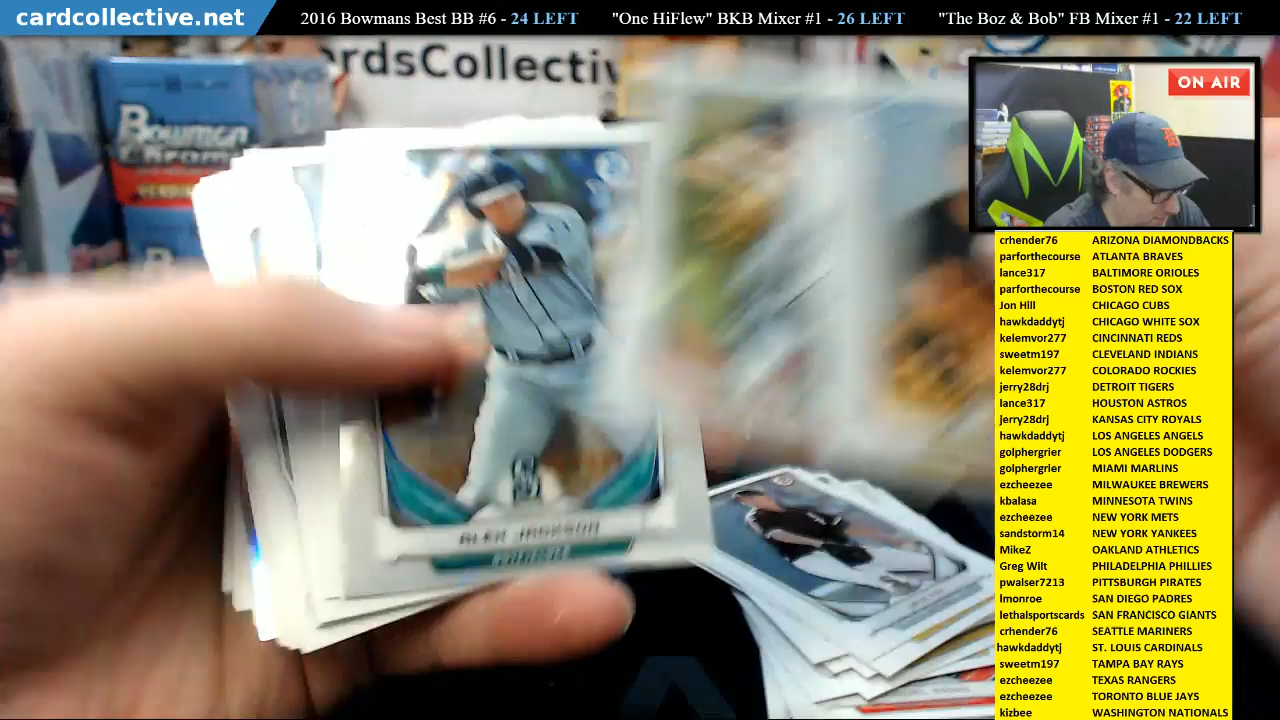 cardcollective.net
2016 Bowmans Best BB #6 - 24 LEFT
"One HiFlew" BKB Mixer #1 - 26 LEFT
"The Boz & Bob" FB Mixer #1 - 22 LEFT
rdsCollectiv
Bowman
Chrome
ON AIR
ALEX JACKSON
crhender76 ARIZONA DIAMONDBACKS
parforthecourse ATLANTA BRAVES
lance317 BALTIMORE ORIOLES
parforthecourse BOSTON RED SOX
Jon Hill CHICAGO CUBS
hawkdaddytj CHICAGO WHITE SOX
kelemvor277 CINCINNATI REDS
sweetm197 CLEVELAND INDIANS
kelemvor277 COLORADO ROCKIES
jerry28drj DETROIT TIGERS
lance317 HOUSTON ASTROS
jerry28drj KANSAS CITY ROYALS
hawkdaddytj LOS ANGELES ANGELS
golphergrier LOS ANGELES DODGERS
golphergrier MIAMI MARLINS
ezcheezee MILWAUKEE BREWERS
kbalasa MINNESOTA TWINS
ezcheezee NEW YORK METS
sandstorm14 NEW YORK YANKEES
MikeZ OAKLAND ATHLETICS
Greg Wilt PHILADELPHIA PHILLIES
pwalser7213 PITTSBURGH PIRATES
lmonroe SAN DIEGO PADRES
lethalsportscards SAN FRANCISCO GIANTS
crhender76 SEATTLE MARINERS
hawkdaddytj ST. LOUIS CARDINALS
sweetm197 TAMPA BAY RAYS
ezcheezee TEXAS RANGERS
ezcheezee TORONTO BLUE JAYS
kizbee WASHINGTON NATIONALS